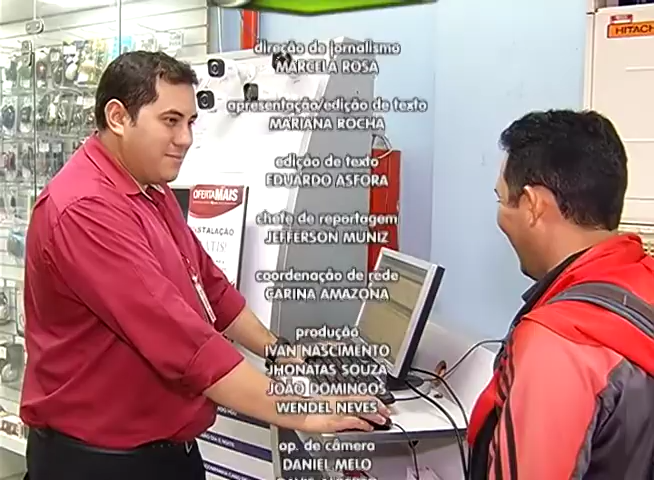 HITACHI
direção de jornalismo
MARCELA ROSA
apresentação/edição de texto
MARIANA ROCHA
edição de texto
EDUARDO ASFORA
OFERTA
MAIS
chefe de reportagem
JEFFERSON MUNIZ
coordenação de rede
CARINA AMAZONA
produção
IVAN NASCIMENTO
JHONATAS SOUZA
JOÃO DOMINGOS
WENDEL NEVES
op. de câmera
DANIEL MELO